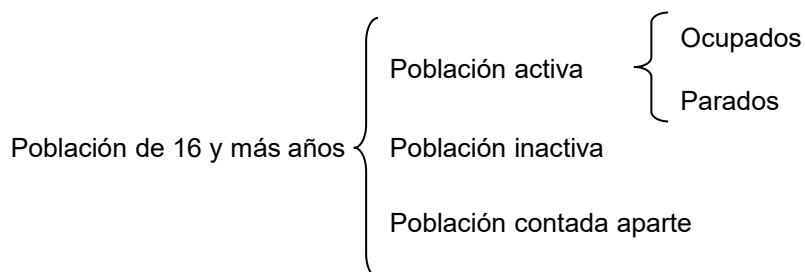 Población de 16 y más años
Población activa
Ocupados
Parados
Población inactiva
Población contada aparte